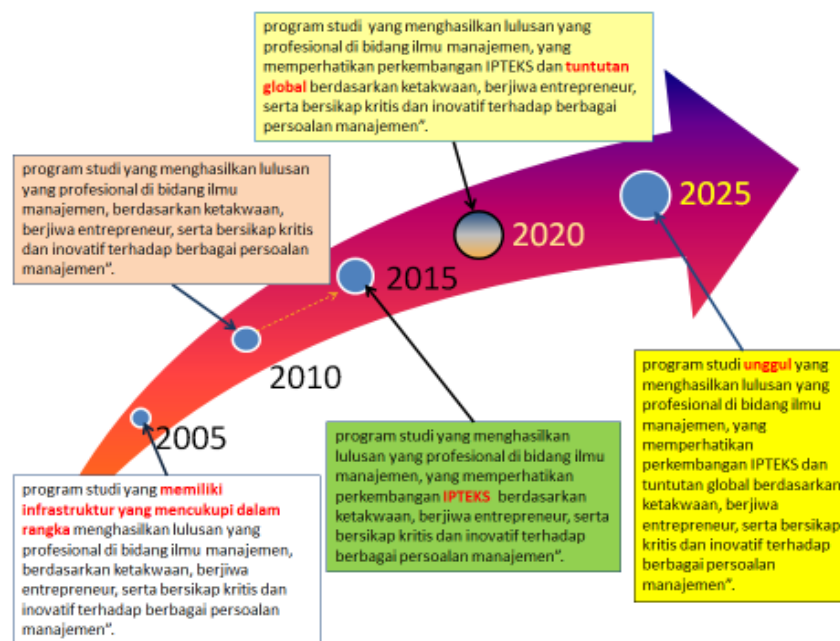 program studi yang menghasilkan lulusan yang
profesional di bidang ilmu manajemen, yang
memperhatikan perkembangan IPTEKS dan tuntutan
global berdasarkan ketakwaan, berjiwa entrepreneur,
serta bersikap kritis dan inovatif terhadap berbagai
persoalan manajemen”.
program studi yang menghasilkan lulusan
yang profesional di bidang ilmu
manajemen, berdasarkan ketakwaan,
berjiwa entrepreneur, serta bersikap kritis
dan inovatif terhadap berbagai persoalan
manajemen”.
2025
2020
2015
2010
2005
program studi unggul yang
menghasilkan lulusan yang
profesional di bidang ilmu
manajemen, yang
memperhatikan
perkembangan IPTEKS dan
tuntutan global berdasarkan
ketakwaan, berjiwa
entrepreneur, serta bersikap
kritis dan inovatif terhadap
berbagai persoalan
manajemen”.
program studi yang menghasilkan
lulusan yang profesional di bidang ilmu
manajemen, yang memperhatikan
perkembangan IPTEKS berdasarkan
ketakwaan, berjiwa entrepreneur, serta
bersikap kritis dan inovatif terhadap
berbagai persoalan manajemen”.
program studi yang memiliki
infrastruktur yang mencukupi dalam
rangka menghasilkan lulusan yang
profesional di bidang ilmu manajemen,
berdasarkan ketakwaan, berjiwa
entrepreneur, serta bersikap kritis dan
inovatif terhadap berbagai persoalan
manajemen”.